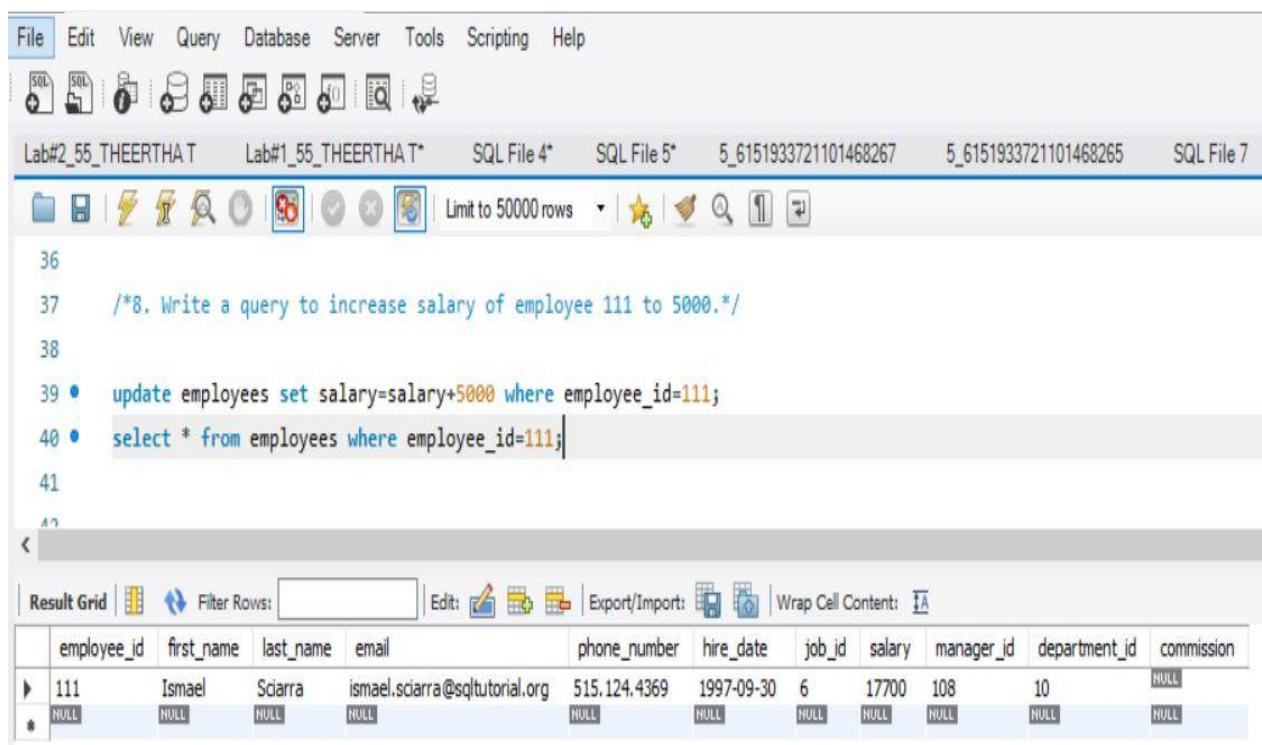 File Edit View Query Database Server Tools Scripting Help
SQL SQL
Lab#2_55_THEERTHA T Lab#1_55_THEERTHA T* SQL File 4* SQL File 5* 5_6151933721101468267 5_6151933721101468265 SQL File 7
Limit to 50000 rows
36
37 /*8. Write a query to increase salary of employee 111 to 5000.*/
38
39 update employees set salary=salary+5000 where employee_id=111;
40 select * from employees where employee_id=111;
41
42
Result Grid Filter Rows: Edit: Export/Import: Wrap Cell Content: IA
employee_id first_name last_name email phone_number hire_date job_id salary manager_id department_id commission
111 Ismael Sciarra ismael.sciarra@sqltutorial.org 515.124.4369 1997-09-30 6 17700 108 10 NULL
NULL NULL NULL NULL NULL NULL NULL NULL NULL NULL NULL